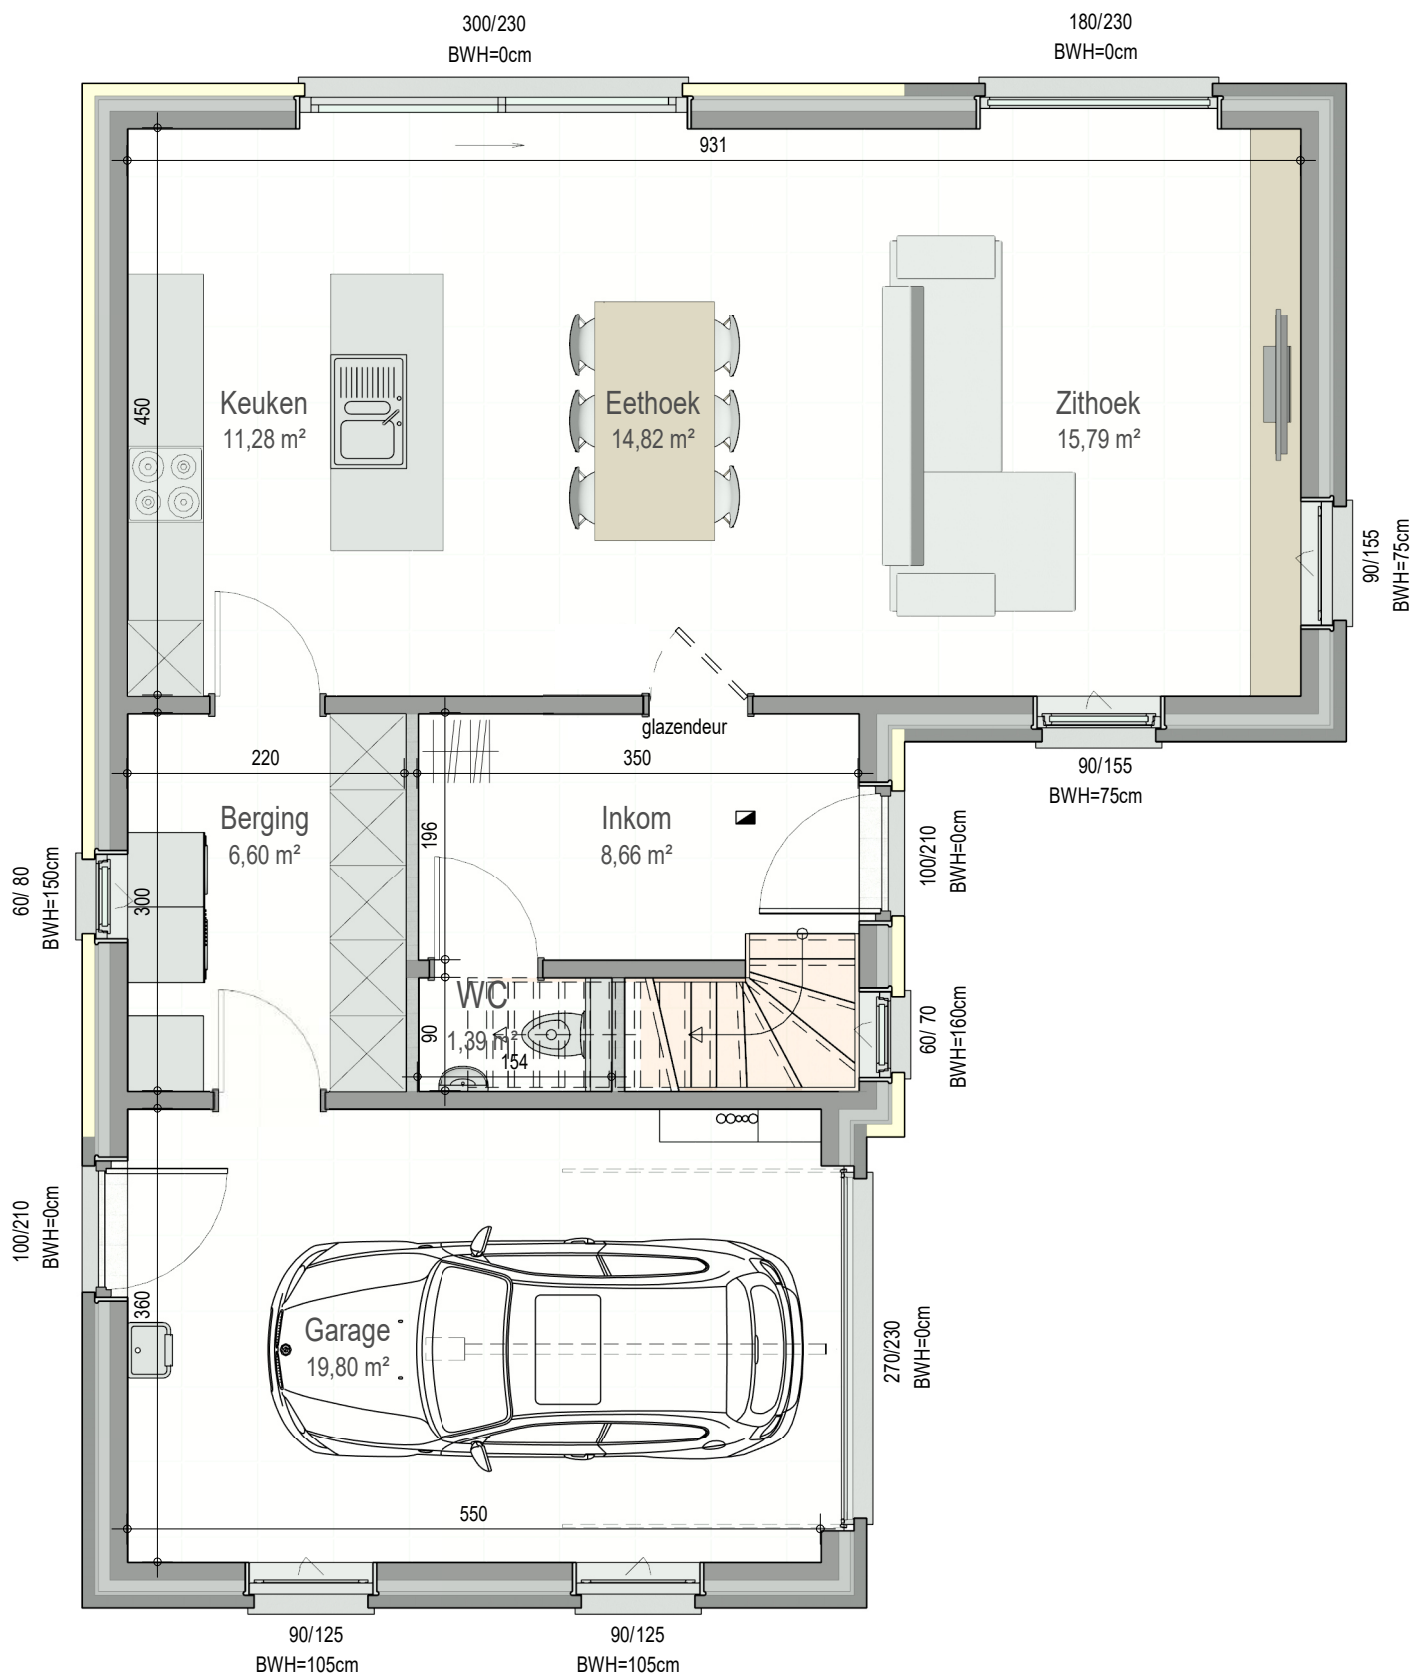 300/230
BWH=0cm
180/230
BWH=0cm
931
450
Keuken
11,28 m²
Eethoek
14,82 m²
Zithoek
15,79 m²
90/155
BWH=75cm
glazendeur
220
350
90/155
BWH=75cm
Berging
6,60 m²
196
Inkom
8,66 m²
100/210
BWH=0cm
60/ 80
BWH=150cm
300
WC
1,39 m²
90
154
60/ 70
BWH=160cm
100/210
BWH=0cm
360
Garage
19,80 m²
270/230
BWH=0cm
550
90/125
BWH=105cm
90/125
BWH=105cm